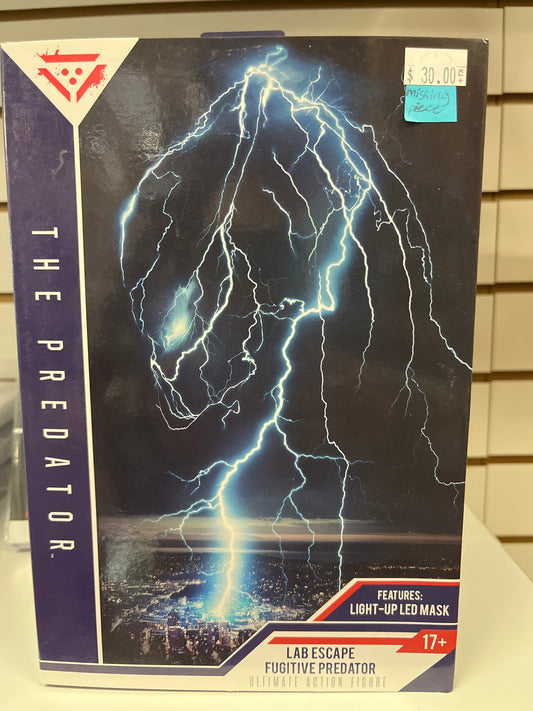 $ 30.00
missing
piece
THE PREDATOR
FEATURES:
LIGHT-UP LED MASK
17+
LAB ESCAPE
FUGITIVE PREDATOR
ULTIMATE ACTION FIGURE